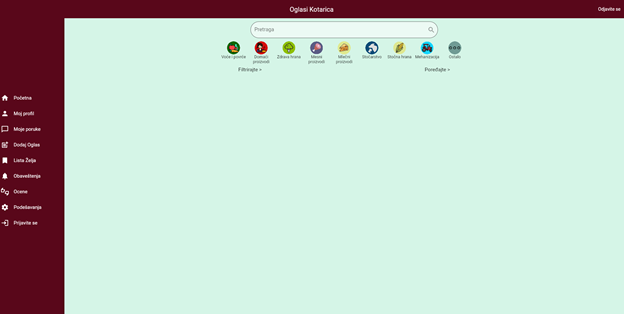 Oglasi Kotarica
Odjavite se
Pretraga
Voće i povrće
Domaći proizvodi
Zdrava hrana
Mesni proizvodi
Mlečni proizvodi
Stočarstvo
Stočna hrana
Mehanizacija
Ostalo
Filtrirajte
Poređajte
Početna
Moj profil
Moje poruke
Dodaj Oglas
Lista Želja
Obaveštenja
Ocene
Podešavanja
Prijavite se